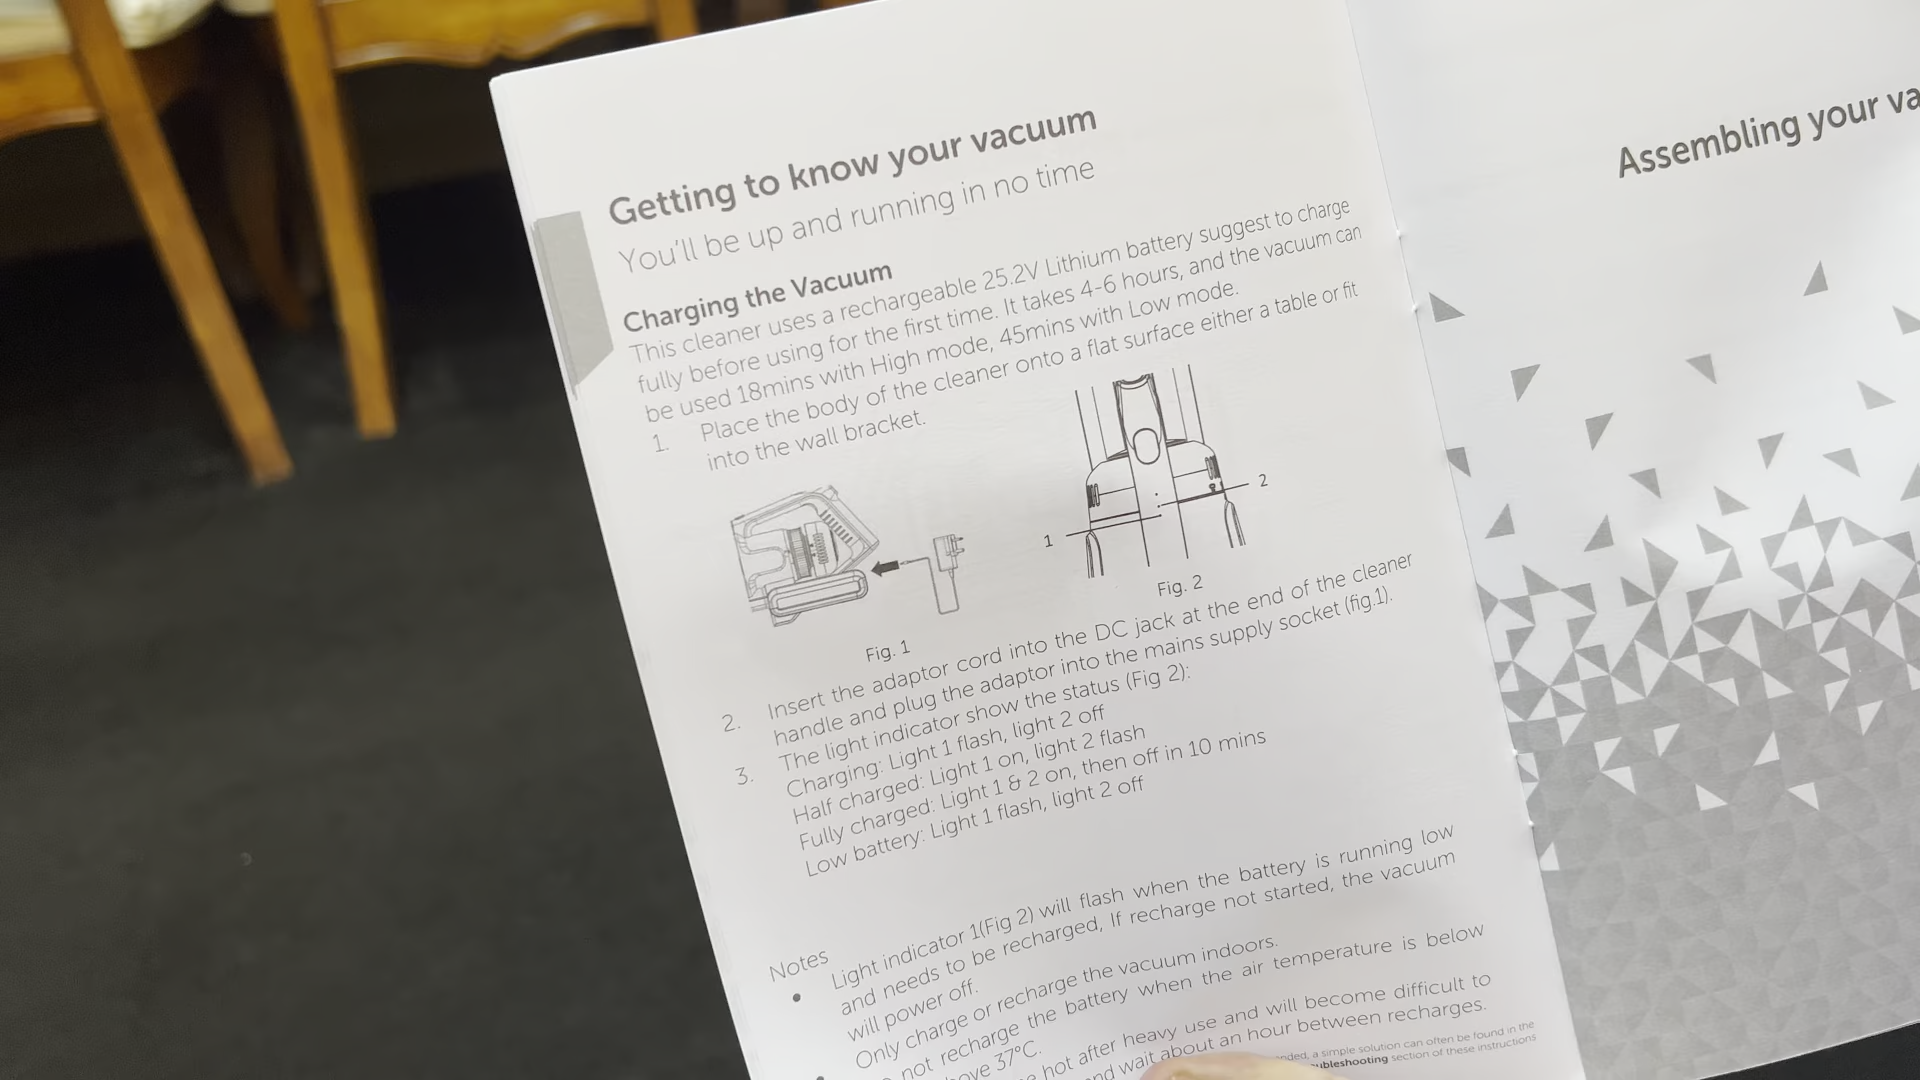 Getting to know your vacuum
You'll be up and running in no time
Charging the Vacuum
This cleaner uses a rechargeable 25.2V Lithium battery suggest to charge
fully before using for the first time. It takes 4-6 hours, and the vacuum can
be used 18mins with High mode, 45mins with Low mode.
1. Place the body of the cleaner onto a flat surface either a table or fit
into the wall bracket.
2
1
Fig. 2
Fig. 1
2. Insert the adaptor cord into the DC jack at the end of the cleaner
handle and plug the adaptor into the mains supply socket (fig.1).
3. The light indicator show the status (Fig 2):
Charging: Light 1 flash, light 2 off
Half charged: Light 1 on, light 2 flash
Fully charged: Light 1 & 2 on, then off in 10 mins
Low battery: Light 1 flash, light 2 off
Notes
• Light indicator 1(Fig 2) will flash when the battery is running low
and needs to be recharged, If recharge not started, the vacuum
will power off.
• Only charge or recharge the vacuum indoors.
not recharge the battery when the air temperature is below
37°C.
hot after heavy use and will become difficult to
wait about an hour between recharges.
a simple solution can often be found in the
section of these instructions
Assembling your